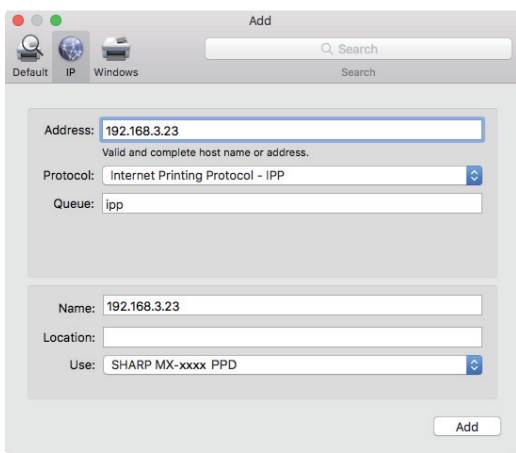 Add
Search
Default IP Windows Search
Address: 192.168.3.23
Valid and complete host name or address.
Protocol: Internet Printing Protocol - IPP
Queue: ipp
Name: 192.168.3.23
Location:
Use: SHARP MX-xxxx PPD
Add